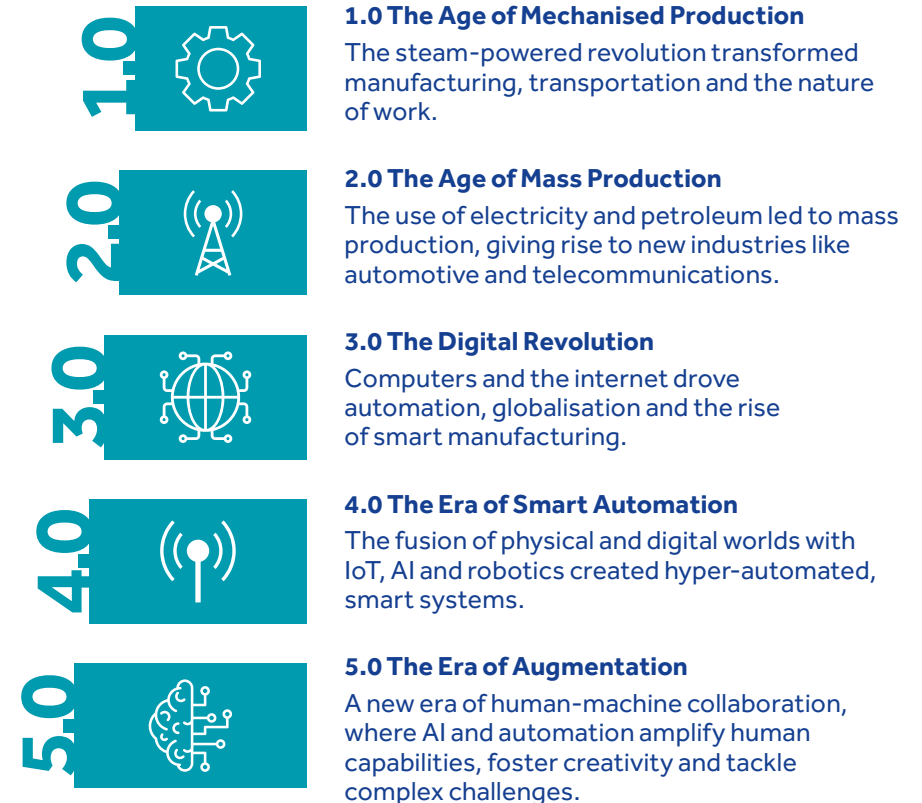 1.0
1.0 The Age of Mechanised Production
The steam-powered revolution transformed
manufacturing, transportation and the nature
of work.
2.0
2.0 The Age of Mass Production
The use of electricity and petroleum led to mass
production, giving rise to new industries like
automotive and telecommunications.
3.0
3.0 The Digital Revolution
Computers and the internet drove
automation, globalisation and the rise
of smart manufacturing.
4.0
4.0 The Era of Smart Automation
The fusion of physical and digital worlds with
IoT, AI and robotics created hyper-automated,
smart systems.
5.0
5.0 The Era of Augmentation
A new era of human-machine collaboration,
where AI and automation amplify human
capabilities, foster creativity and tackle
complex challenges.